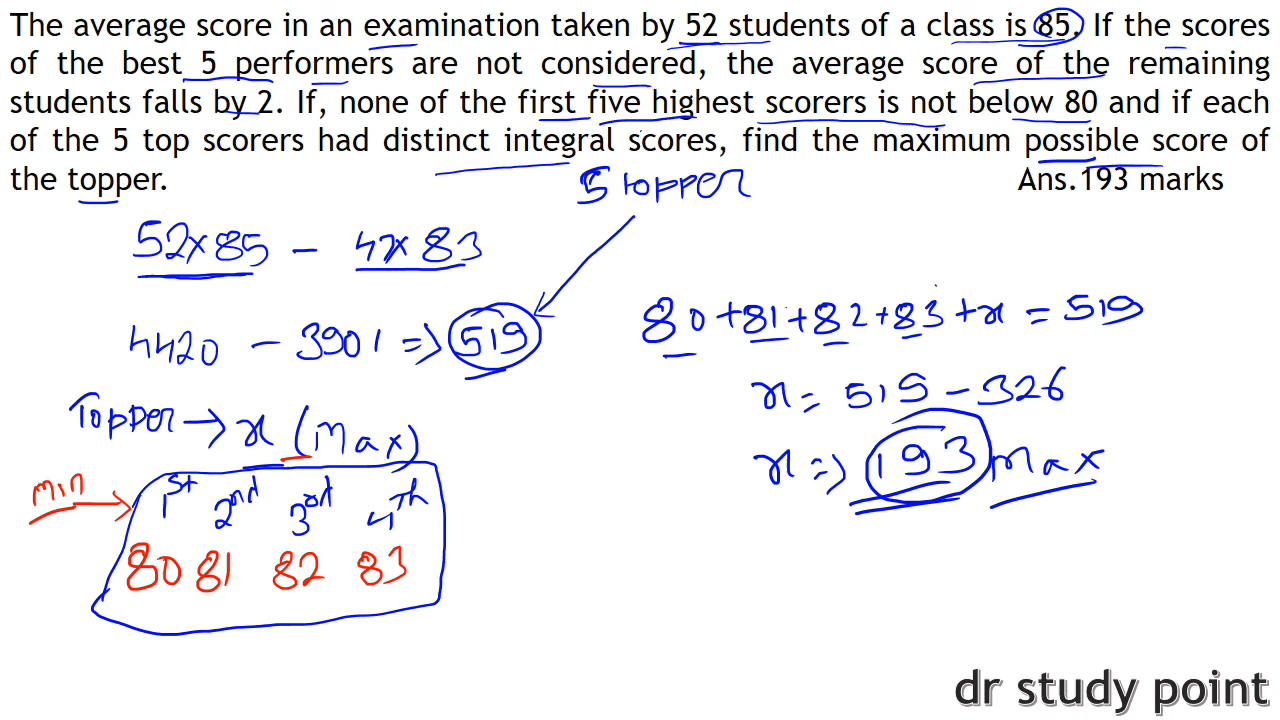 The average score in an examination taken by 52 students of a class is 85. If the scores
of the best 5 performers are not considered, the average score of the remaining
students falls by 2. If, none of the first five highest scorers is not below 80 and if each
of the 5 top scorers had distinct integral scores, find the maximum possible score of
the topper. Ans.193 marks
5 topper
52×85 - 47×83
4420 - 3901 => 519
80+81+82+83+x = 519
x = 519 - 326
x => 193 max
Topper → x (Max)
min → 1st 2nd 3rd 4th
80 81 82 83
dr study point